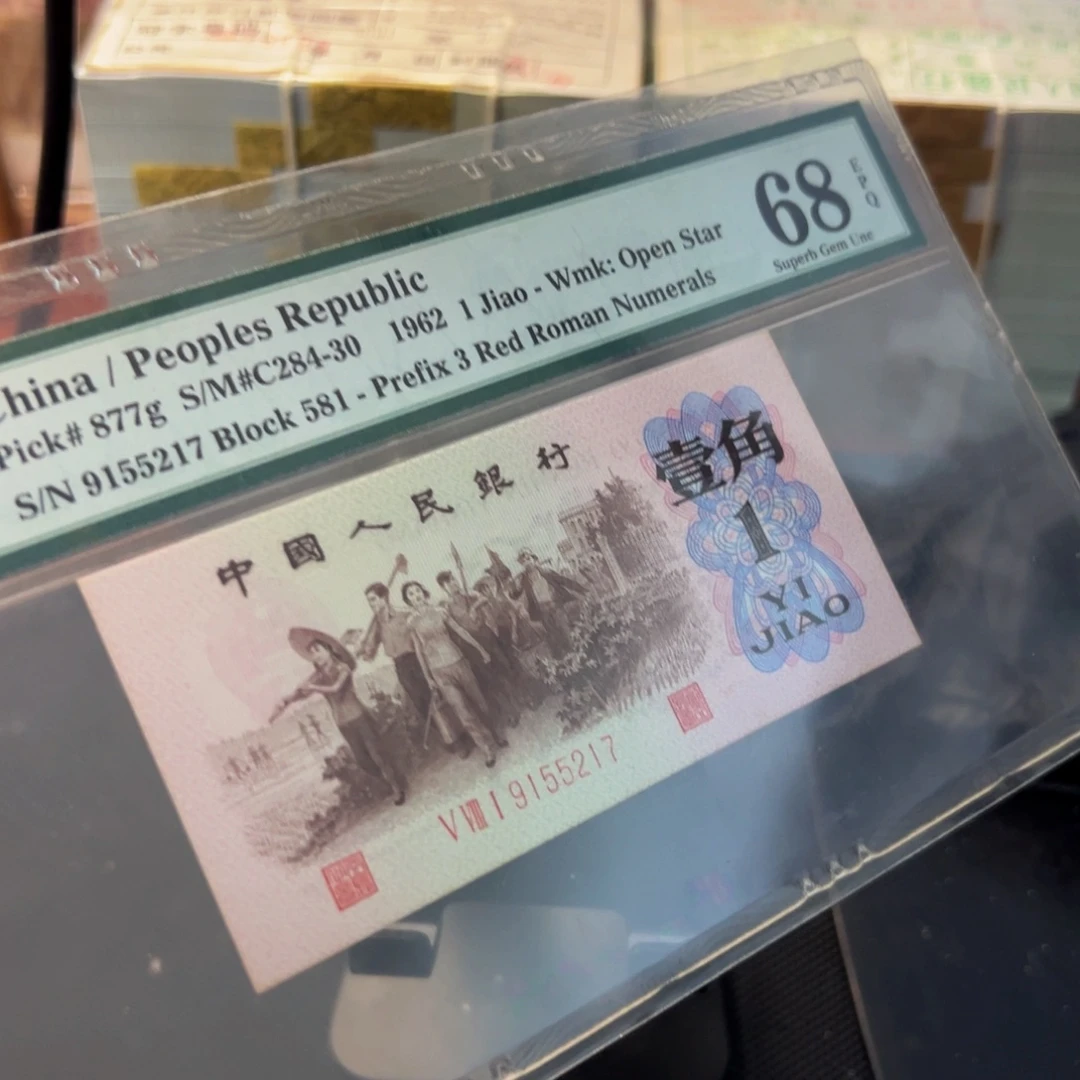 China / Peoples Republic
Pick# 877g S/M#C284-30 1962 1 Jiao - Wmk: Open Star
S/N 9155217 Block 581 - Prefix 3 Red Roman Numerals
68
EPQ
Superb Gem Unc
中國人民銀行
壹角
1
YI
JIAO
V VIII I 9155217